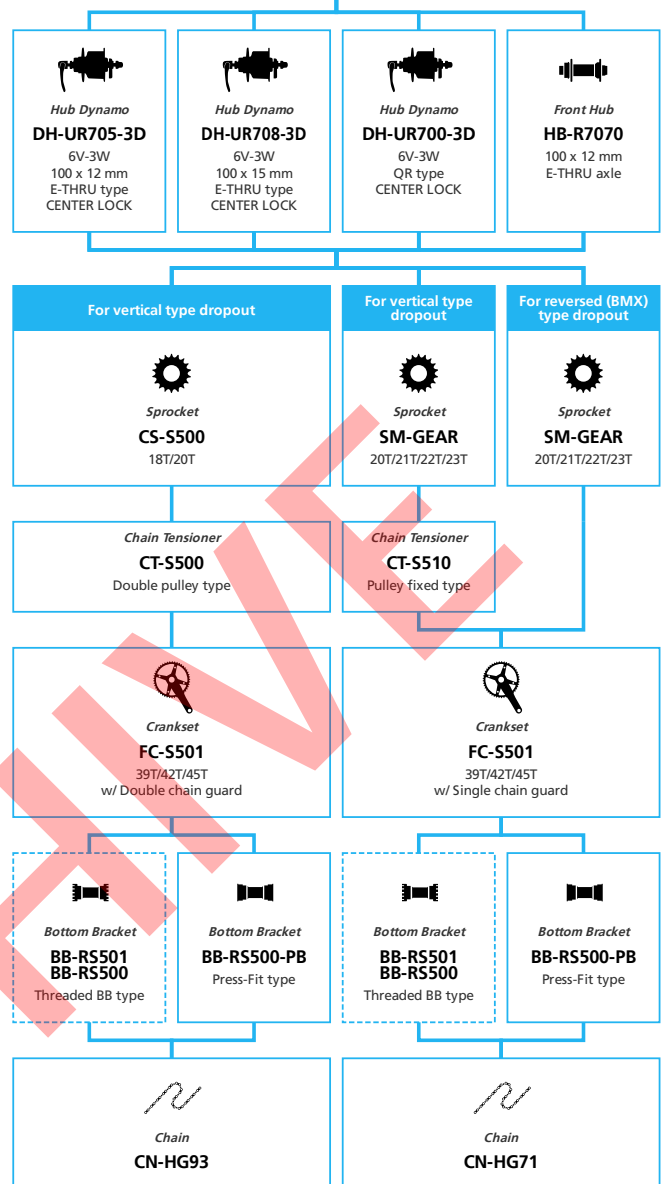 Hub Dynamo
DH-UR705-3D
6V-3W
100 x 12 mm
E-THRU type
CENTER LOCK
Hub Dynamo
DH-UR708-3D
6V-3W
100 x 15 mm
E-THRU type
CENTER LOCK
Hub Dynamo
DH-UR700-3D
6V-3W
QR type
CENTER LOCK
Front Hub
HB-R7070
100 x 12 mm
E-THRU axle
For vertical type dropout
Sprocket
CS-S500
18T/20T
For vertical type
dropout
Sprocket
SM-GEAR
20T/21T/22T/23T
For reversed (BMX)
type dropout
Sprocket
SM-GEAR
20T/21T/22T/23T
Chain Tensioner
CT-S500
Double pulley type
Chain Tensioner
CT-S510
Pulley fixed type
Crankset
FC-S501
39T/42T/45T
w/ Double chain guard
Crankset
FC-S501
39T/42T/45T
w/ Single chain guard
Bottom Bracket
BB-RS501
BB-RS500
Threaded BB type
Bottom Bracket
BB-RS500-PB
Press-Fit type
Bottom Bracket
BB-RS501
BB-RS500
Threaded BB type
Bottom Bracket
BB-RS500-PB
Press-Fit type
Chain
CN-HG93
Chain
CN-HG71
HIVE